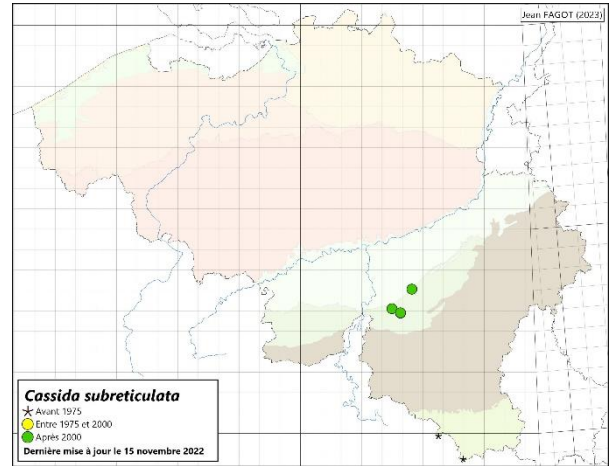 Jean FAGOT (2023)
Cassida subreticulata
Avant 1975
Entre 1975 et 2000
Après 2000
Dernière mise à jour le 15 novembre 2022